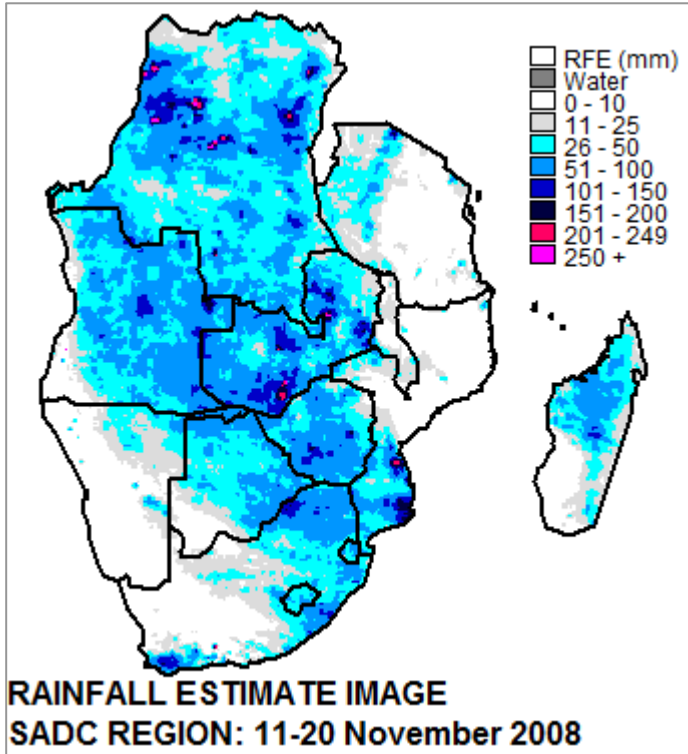 RFE (mm)
Water
0 - 10
11 - 25
26 - 50
51 - 100
101 - 150
151 - 200
201 - 249
250 +
RAINFALL ESTIMATE IMAGE
SADC REGION: 11-20 November 2008